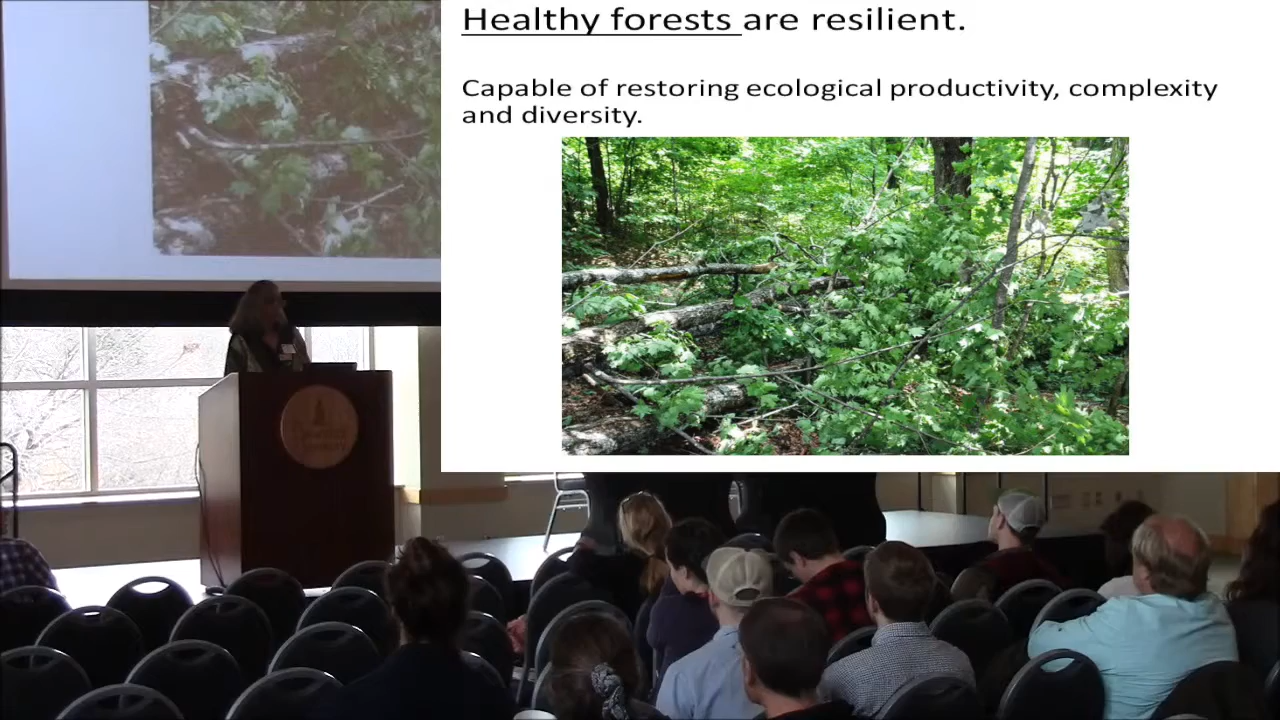 Healthy forests are resilient.
Capable of restoring ecological productivity, complexity
and diversity.